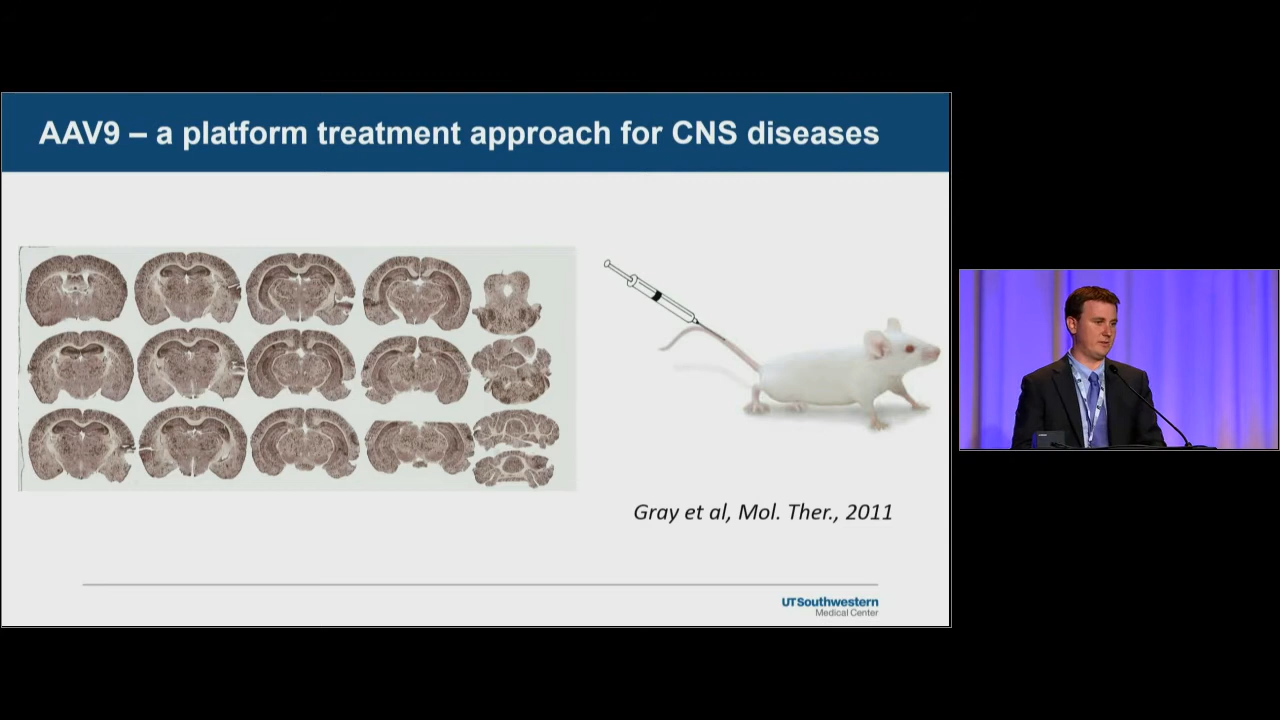 AAV9 – a platform treatment approach for CNS diseases
Gray et al, Mol. Ther., 2011
UTSouthwestern
Medical Center